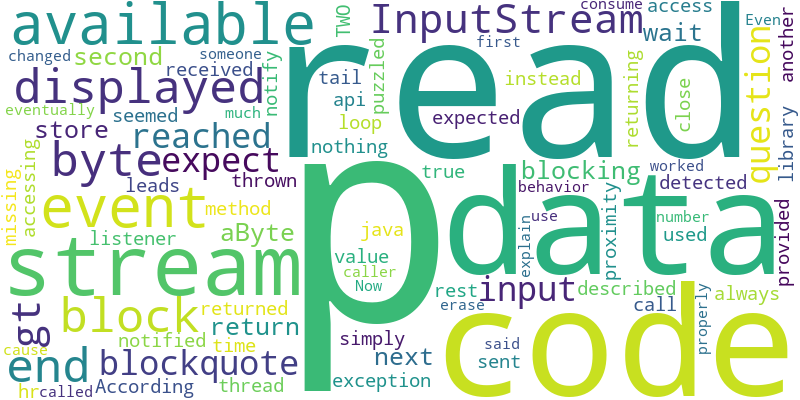 available
InputStream
consume
access
Even
another
changed
second
someone
TWO
first
wait
question
displayed
received
notify
tail
puzzled
read
instead
returning
close
library
eventually
seemed
much
api
expected
store
reached
loop
nothing
missing
accessing
byte
expect
true
blocking
worked
leads
thrown
behavior
detected
event
method
p
data
use
proximity
number
used
provided
listener
aByte
java
explain
stream
value
caller
Now
rest
input
described
always
gt
block
returned
erase
call
properly
notified
return
simply
code
end
time
next
said
sent
cause
blockquote
hr
called
According
thread
exception